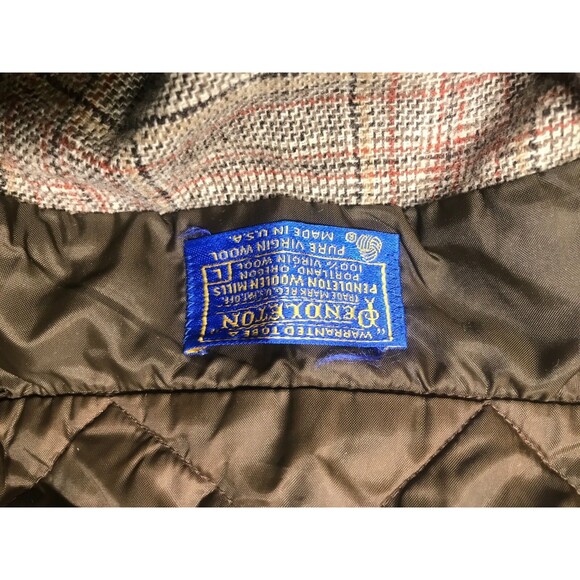 "WARRANTED TO BE A
PENDLETON"
TRADE MARK REG. U.S. PAT. OFF.
PENDLETON WOOLEN MILLS
PORTLAND, OREGON
100% VIRGIN WOOL
L
PURE VIRGIN WOOL
® MADE IN U.S.A.